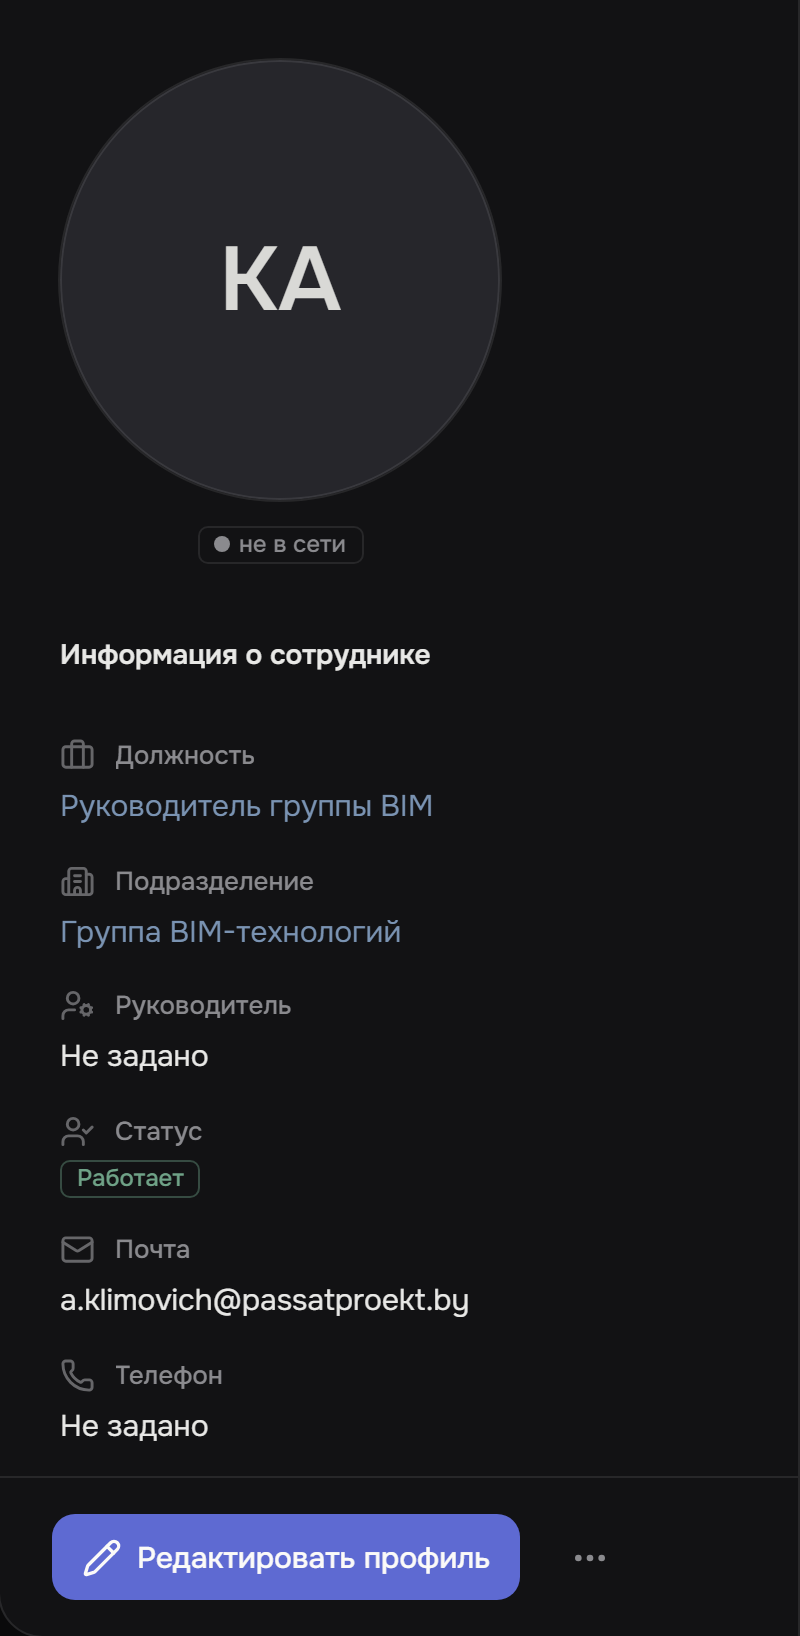 КА
не в сети
Информация о сотруднике
Должность
Руководитель группы BIM
Подразделение
Группа BIM-технологий
Руководитель
Не задано
Статус
Работает
Почта
a.klimovich@passatproekt.by
Телефон
Не задано
Редактировать профиль